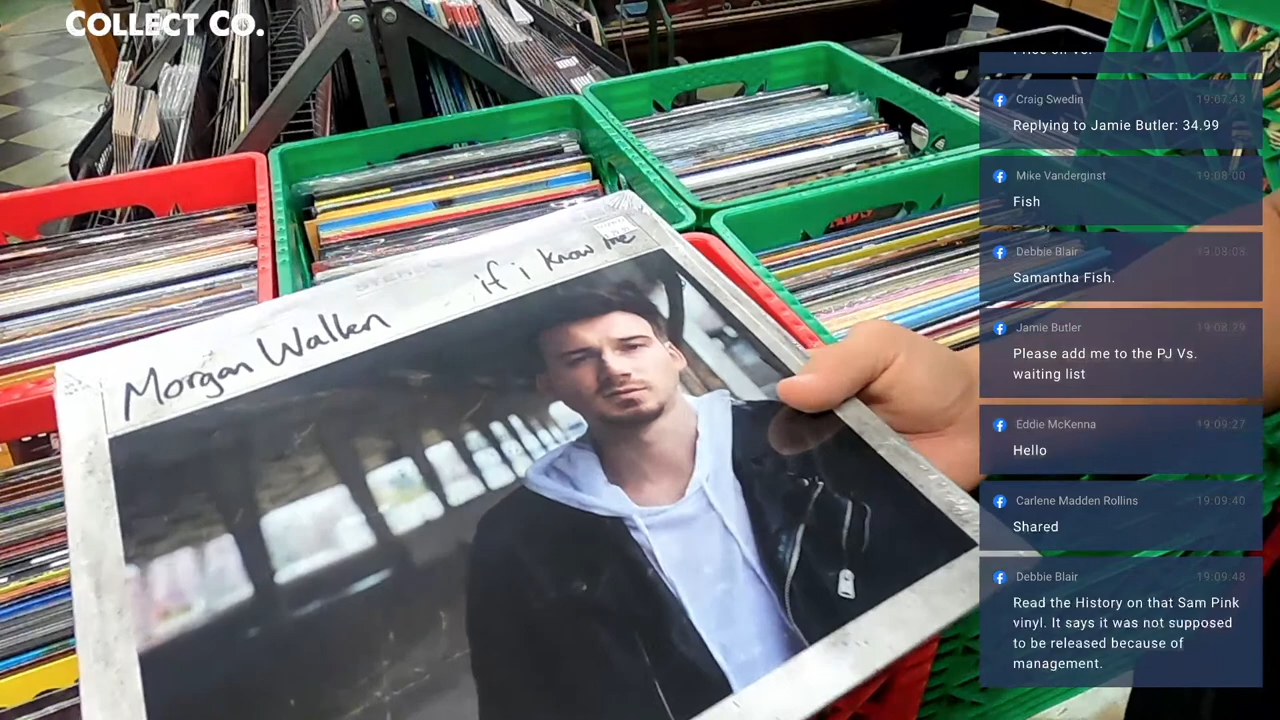 COLLECT CO.
Morgan Wallen
if i know me
Craig Swedin 19:07:43
Replying to Jamie Butler: 34.99
Mike Vanderginst 19:08:00
Fish
Debbie Blair 19:08:08
Samantha Fish.
Jamie Butler 19:08:29
Please add me to the PJ Vs.
waiting list
Eddie McKenna 19:09:27
Hello
Carlene Madden Rollins 19:09:40
Shared
Debbie Blair 19:09:48
Read the History on that Sam Pink
vinyl. It says it was not supposed
to be released because of
management.